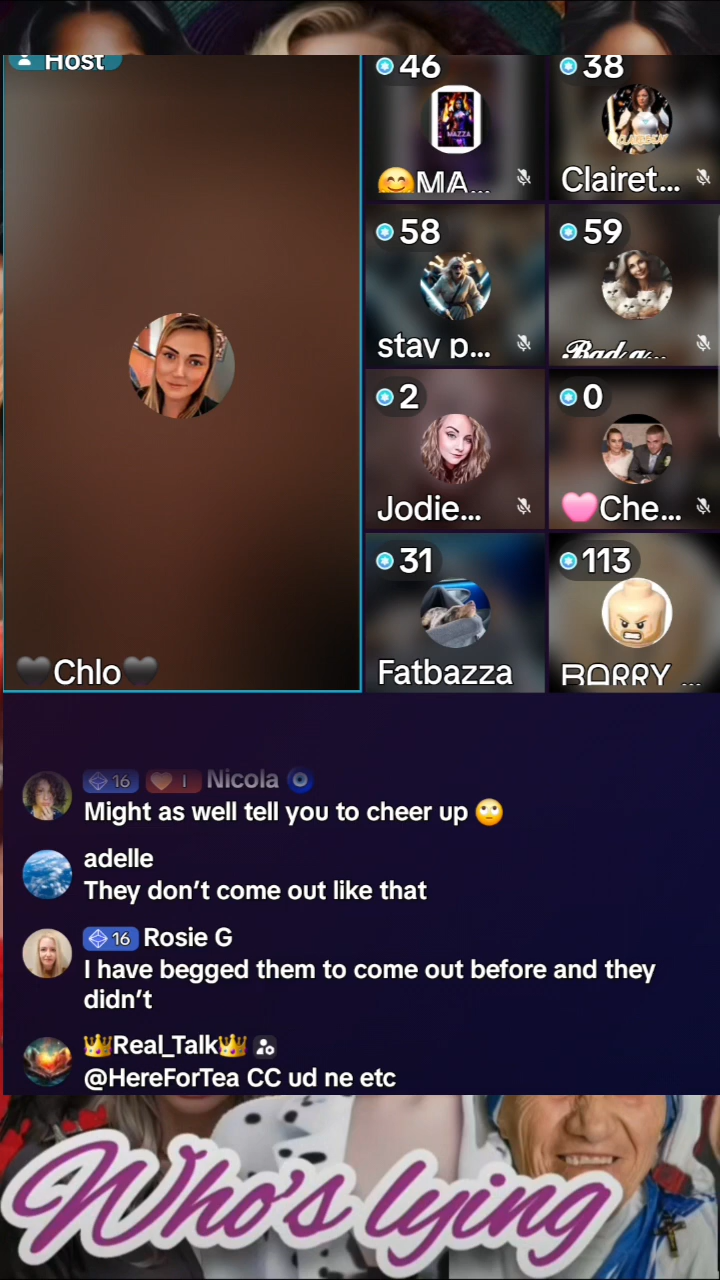 Host
46
38
😊MA...
Clairet...
58
59
stav p...
Bad a...
2
0
Jodie...
🩷Che...
31
113
🖤Chlo🖤
Fatbazza
BARRY ...
16 I Nicola 🧿
Might as well tell you to cheer up 🙄
adelle
They don't come out like that
16 Rosie G
I have begged them to come out before and they
didn't
👑Real_Talk👑
@HereForTea CC ud ne etc
Who's lying